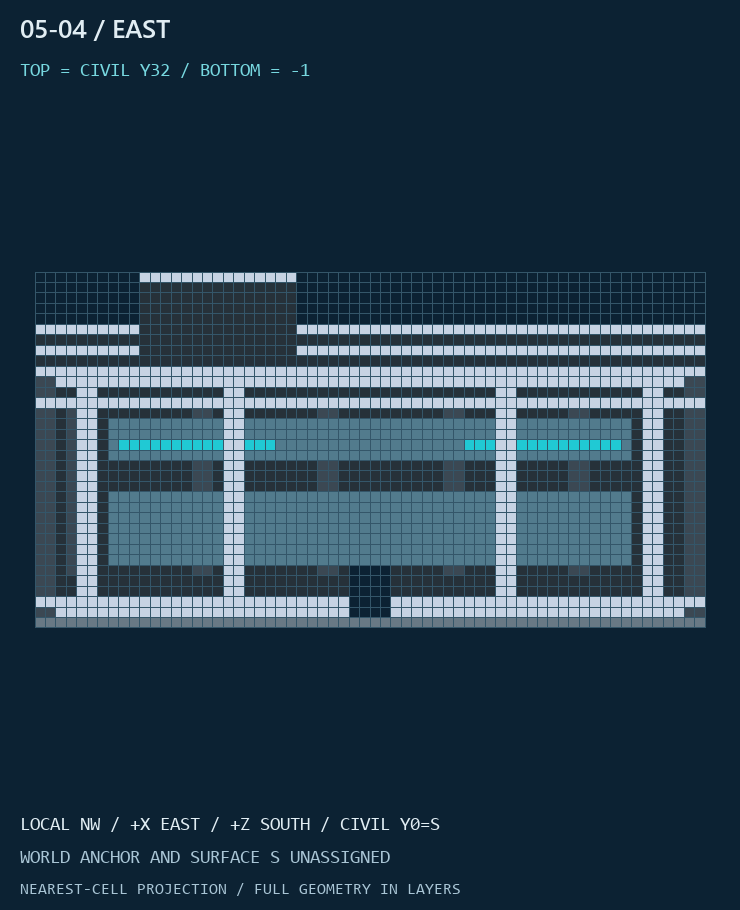 05-04 / EAST
TOP = CIVIL Y32 / BOTTOM = -1
LOCAL NW / +X EAST / +Z SOUTH / CIVIL Y0=S
WORLD ANCHOR AND SURFACE S UNASSIGNED
NEAREST-CELL PROJECTION / FULL GEOMETRY IN LAYERS